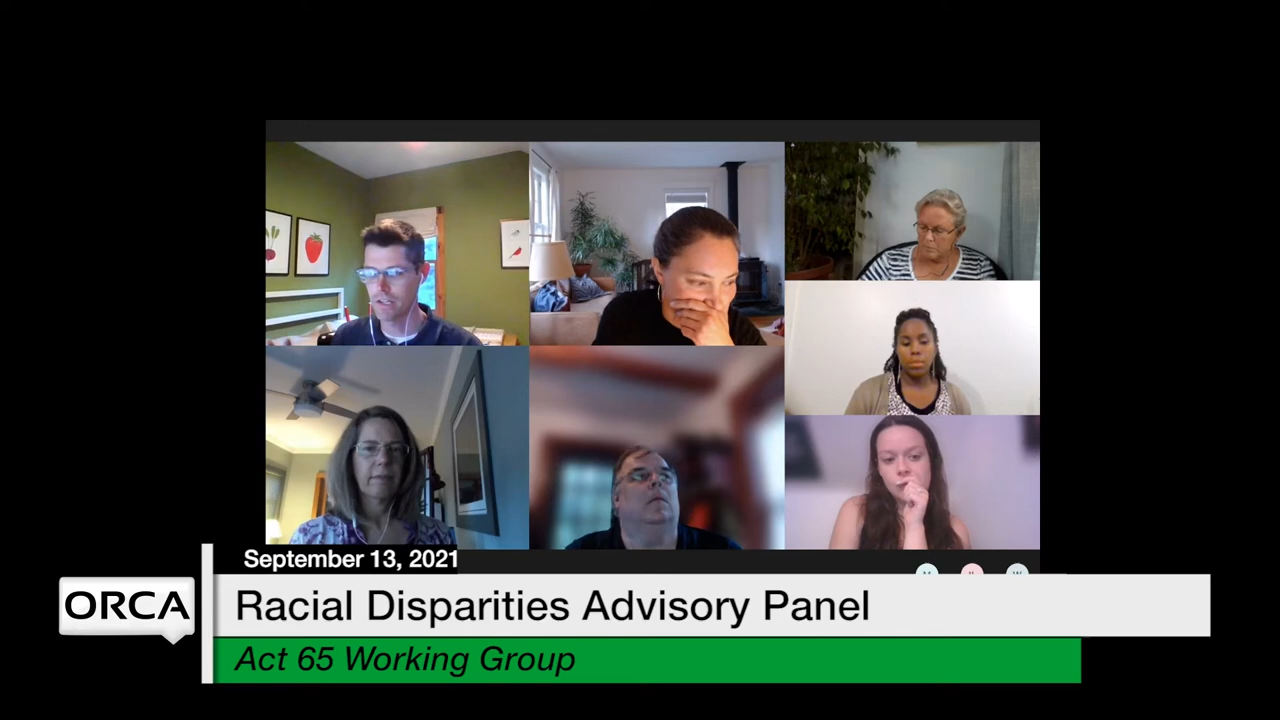 September 13, 2021
ORCA
Racial Disparities Advisory Panel
Act 65 Working Group